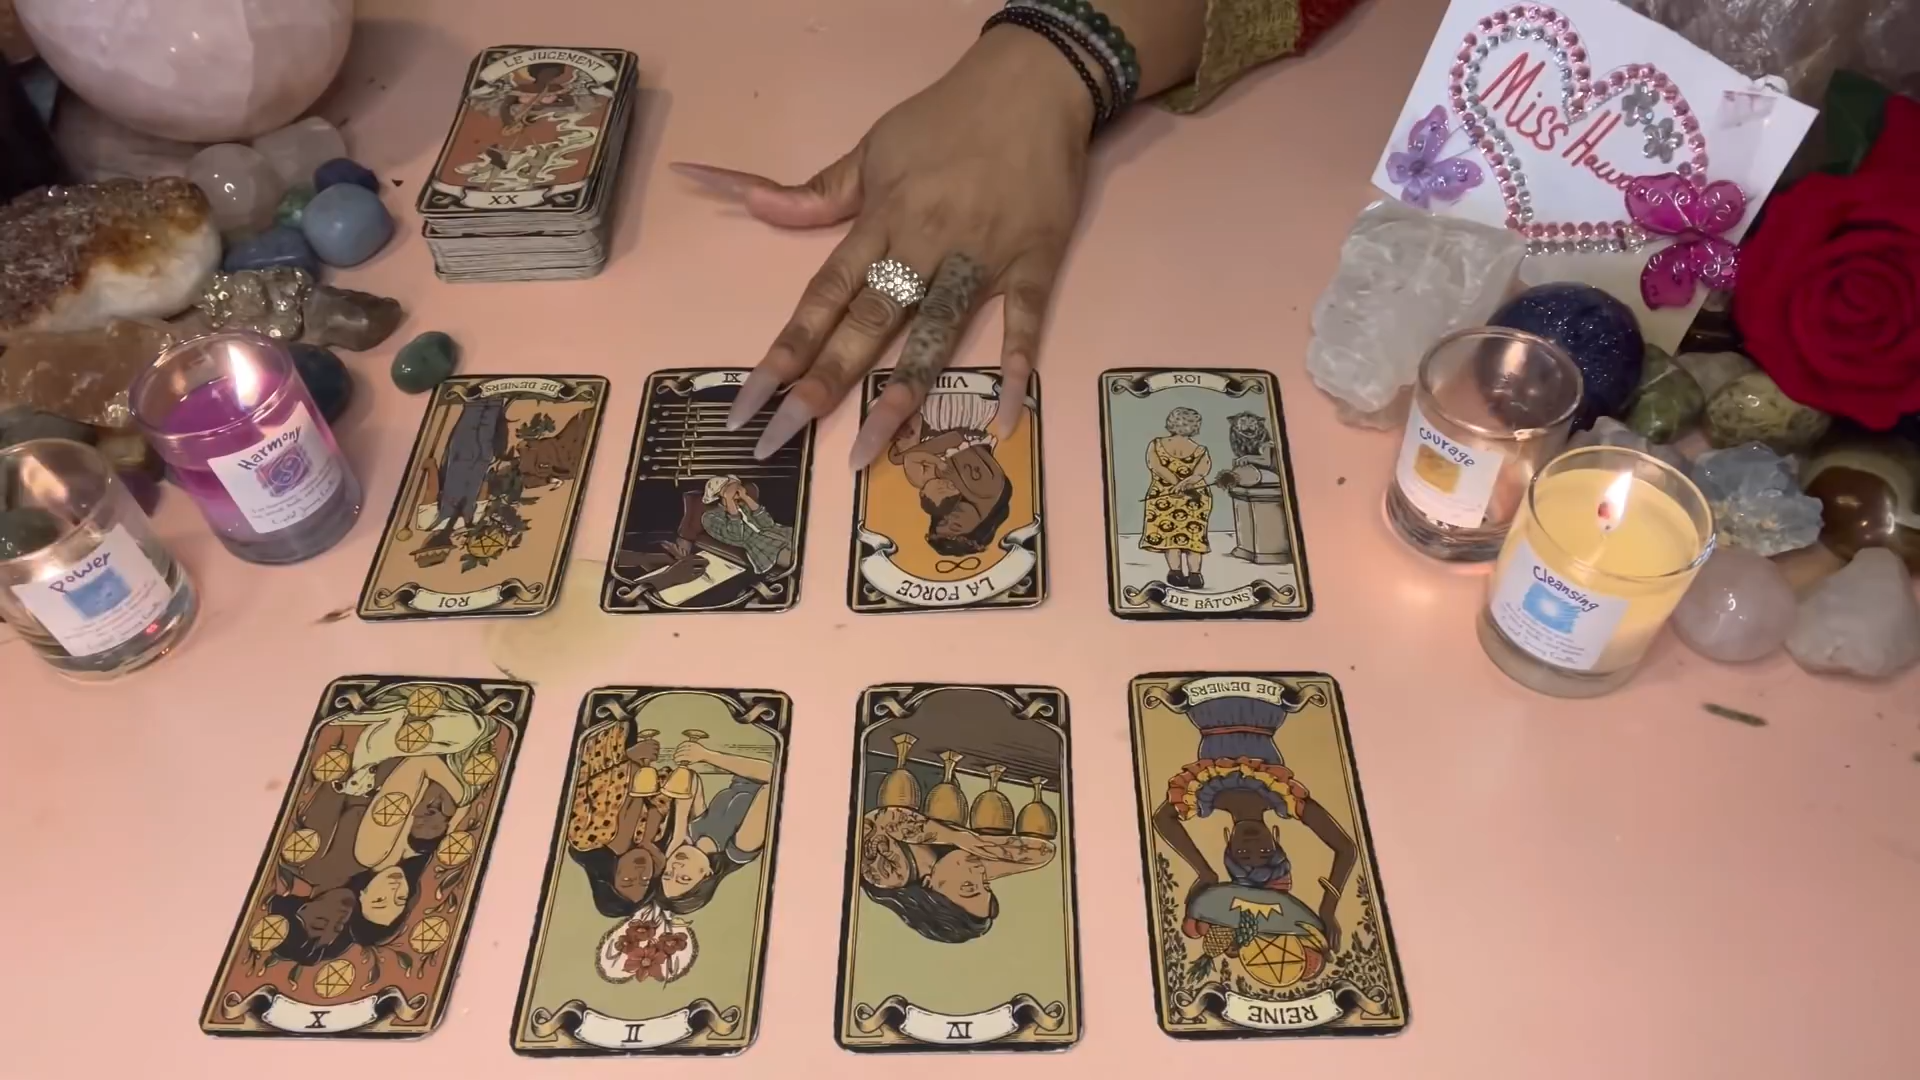 LE JUGEMENT
XX
Miss Hawa
Harmony
Power
courage
Cleansing
DE DENIERS
ROI
IX
VIII
LA FORCE
ROI
DE BÂTONS
X
II
IV
DE DENIERS
REINE